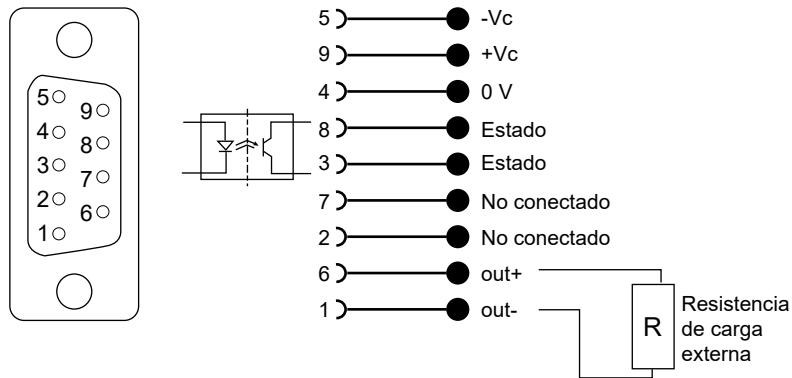 5 -Vc
9 +Vc
4 0 V
8 Estado
3 Estado
7 No conectado
2 No conectado
6 out+
1 out-
5
9
4
8
3
7
2
6
1
R
Resistencia
de carga
externa